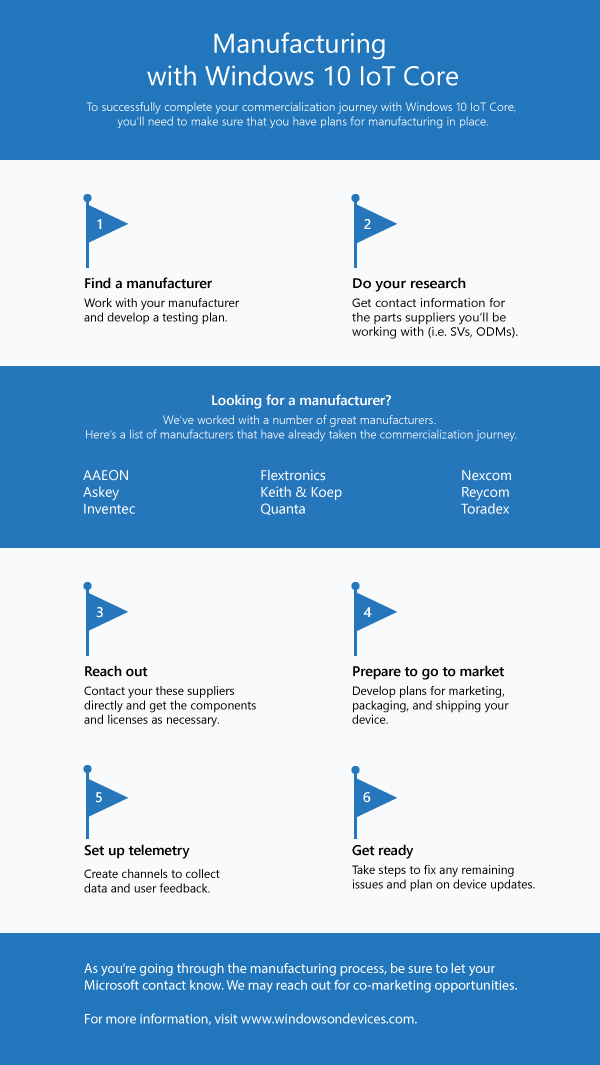 Manufacturing
with Windows 10 IoT Core
To successfully complete your commercialization journey with Windows 10 IoT Core,
you'll need to make sure that you have plans for manufacturing in place.
1
Find a manufacturer
Work with your manufacturer
and develop a testing plan.
2
Do your research
Get contact information for
the parts suppliers you'll be
working with (i.e. SVs, ODMs).
Looking for a manufacturer?
We've worked with a number of great manufacturers.
Here's a list of manufacturers that have already taken the commercialization journey.
AAEON
Askey
Inventec
Flextronics
Keith & Koep
Quanta
Nexcom
Reycom
Toradex
3
Reach out
Contact your these suppliers
directly and get the components
and licenses as necessary.
4
Prepare to go to market
Develop plans for marketing,
packaging, and shipping your
device.
5
Set up telemetry
Create channels to collect
data and user feedback.
6
Get ready
Take steps to fix any remaining
issues and plan on device updates.
As you're going through the manufacturing process, be sure to let your
Microsoft contact know. We may reach out for co-marketing opportunities.
For more information, visit www.windowsondevices.com.